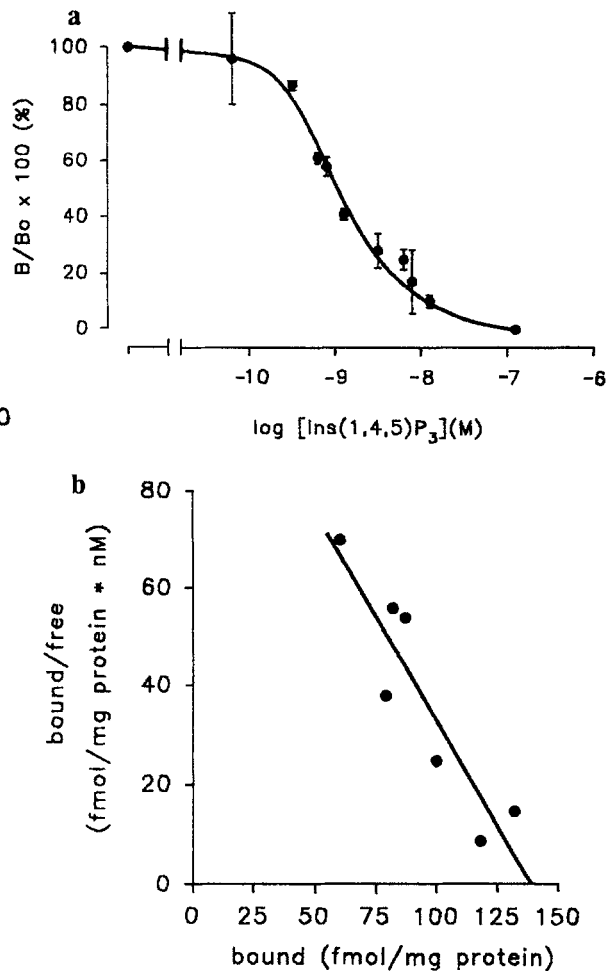 a
100
80
60
40
20
0
B/Bo x 100 (%)
-10 -9 -8 -7 -6
log [Ins(1,4,5)P3](M)
0
b
80
60
40
20
0
bound/free
(fmol/mg protein * nM)
0 25 50 75 100 125 150
bound (fmol/mg protein)